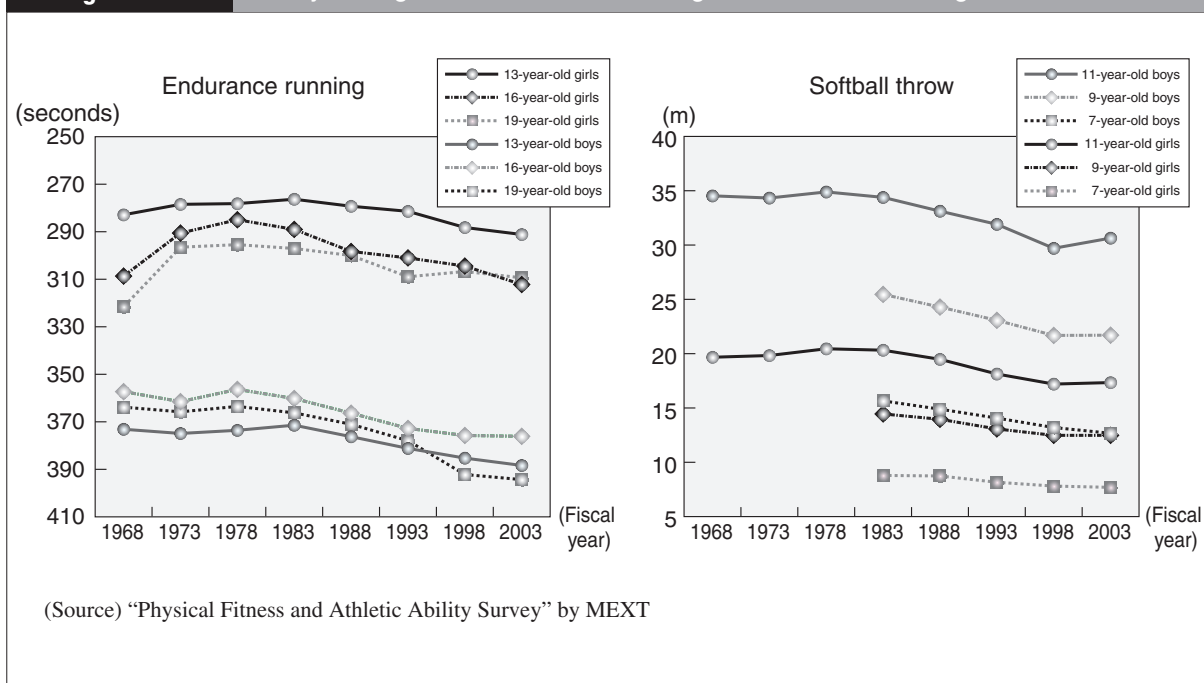 Endurance running
(seconds)
13-year-old girls
16-year-old girls
19-year-old girls
13-year-old boys
16-year-old boys
19-year-old boys
250
270
290
310
330
350
370
390
410
1968 1973 1978 1983 1988 1993 1998 2003
(Fiscal
year)
Softball throw
(m)
11-year-old boys
9-year-old boys
7-year-old boys
11-year-old girls
9-year-old girls
7-year-old girls
40
35
30
25
20
15
10
5
1968 1973 1978 1983 1988 1993 1998 2003
(Fiscal
year)
(Source) “Physical Fitness and Athletic Ability Survey” by MEXT